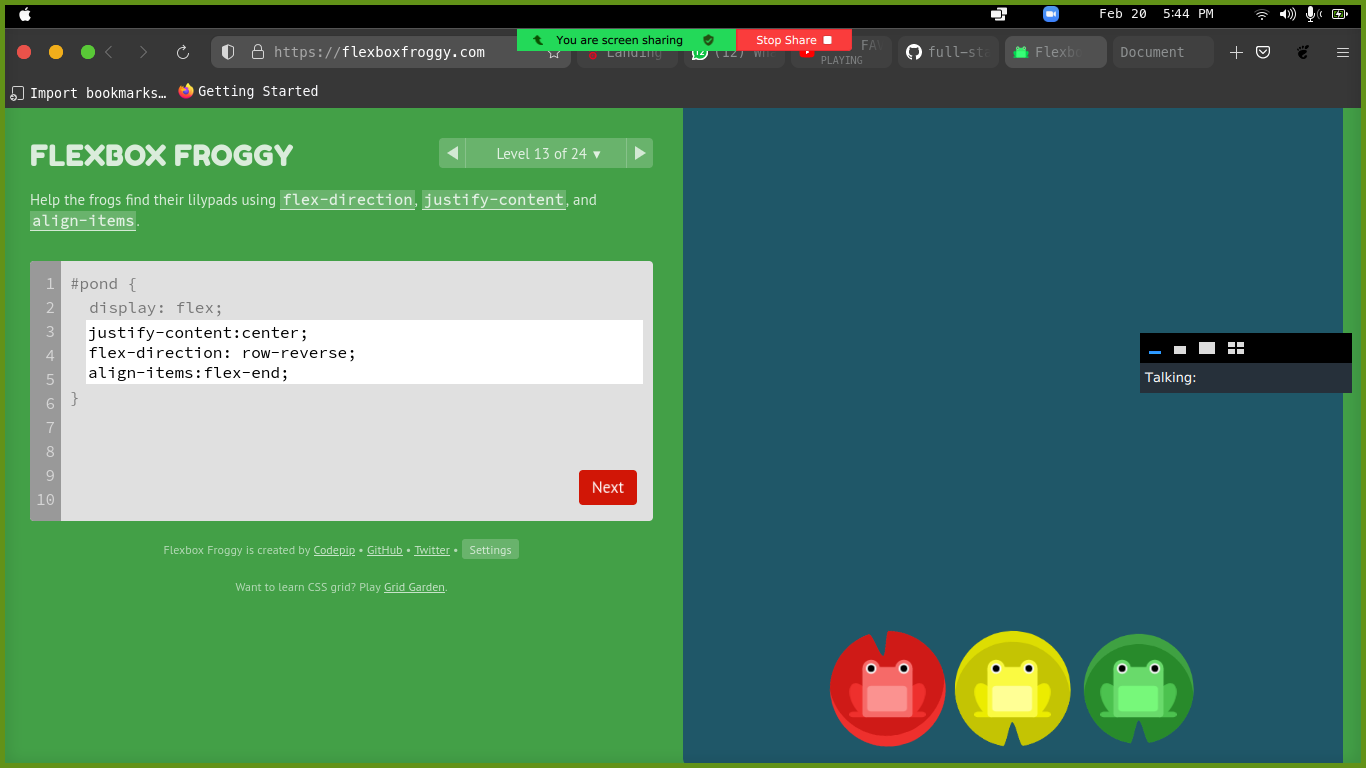 Feb 20 5:44 PM
You are screen sharing Stop Share
https://flexboxfroggy.com
Landing
(12) Wh
FAV
PLAYING
full-st
Flexbo
Document
Import bookmarks… Getting Started
FLEXBOX FROGGY
Level 13 of 24 ▾
Help the frogs find their lilypads using flex-direction, justify-content, and
align-items.
1 #pond {
2 display: flex;
3 justify-content:center;
4 flex-direction: row-reverse;
5 align-items:flex-end;
6 }
7
8
9
10
Next
Flexbox Froggy is created by Codepip • GitHub • Twitter • Settings
Want to learn CSS grid? Play Grid Garden.
Talking: